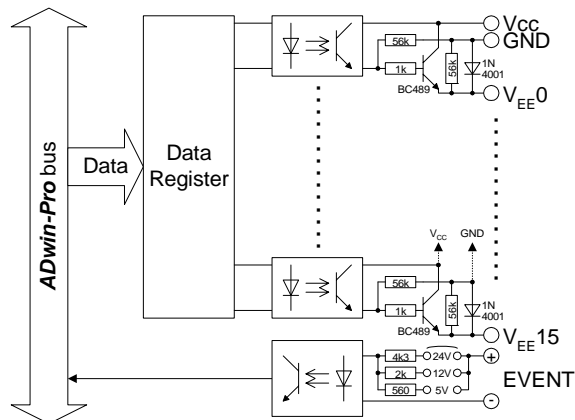 Vcc
GND
56k
1k
56k
1N
4001
BC489
VEE0
ADwin-Pro bus
Data
Data
Register
VCC
GND
56k
1k
56k
1N
4001
BC489
VEE15
4k3
24V
+
2k
12V
EVENT
560
5V
-